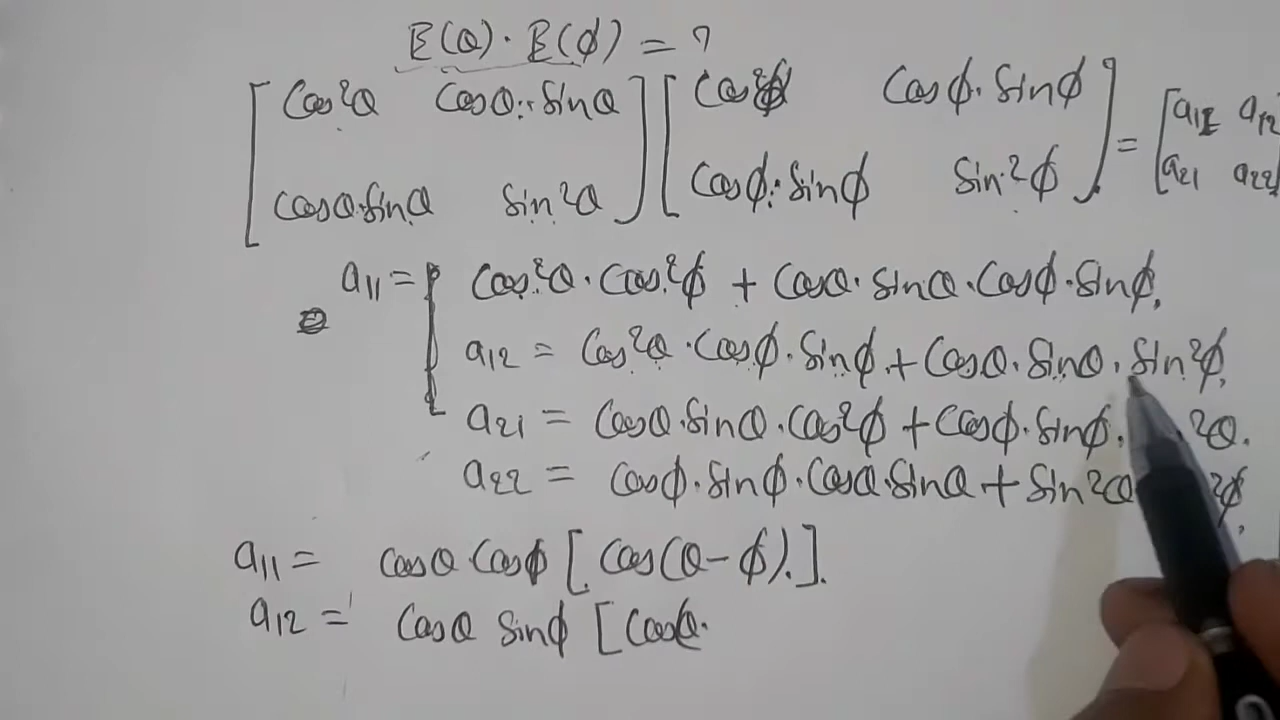 E(θ)·E(ϕ) = ?
[cos²θ cosθ·sinθ] [cos²ϕ cosϕ·sinϕ] = [a11 a12
[cosθ·sinθ sin²θ] [cosϕ·sinϕ sin²ϕ] [a21 a22
a11 = cos²θ·cos²ϕ + cosθ·sinθ·cosϕ·sinϕ,
a12 = cos²θ·cosϕ·sinϕ + cosθ·sinθ·sin²ϕ,
a21 = cosθ·sinθ·cos²ϕ + cosϕ·sinϕ. 2θ.
a22 = cosϕ·sinϕ·cosθ·sinθ + sin²θ 2ϕ,
a11 = cosθ·cosϕ [cos(θ-ϕ).].
a12 = cosθ sinϕ [cosθ·